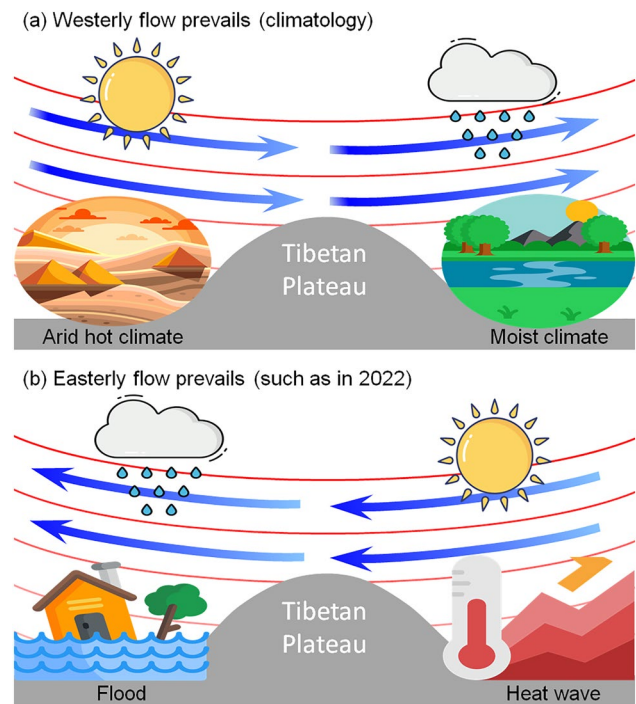 (a) Westerly flow prevails (climatology)
Tibetan
Plateau
Arid hot climate
Moist climate
(b) Easterly flow prevails (such as in 2022)
Tibetan
Plateau
Flood
Heat wave